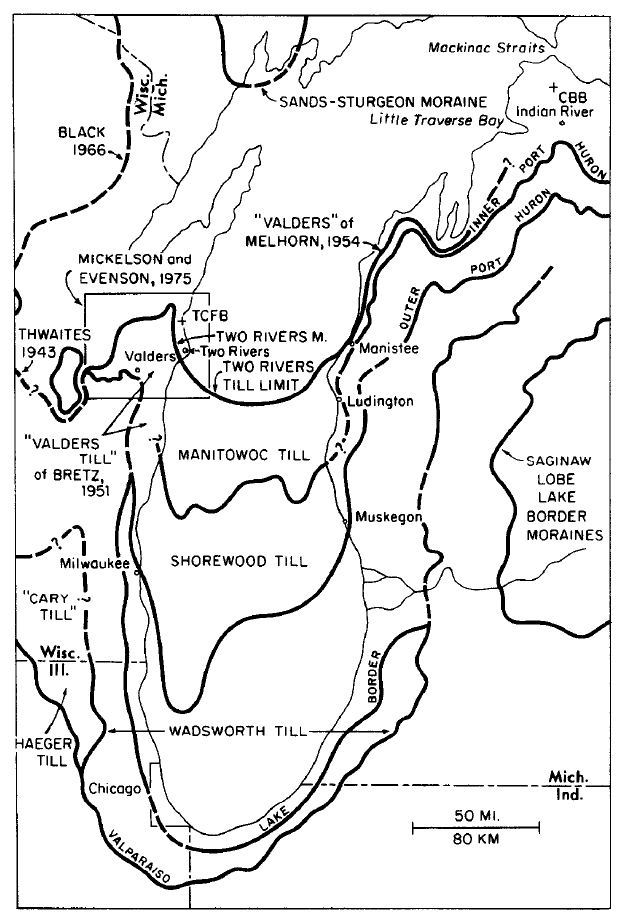 Mackinac Straits
CBB
Indian River
Wisc.
Mich.
SANDS-STURGEON MORAINE
Little Traverse Bay
BLACK
1966
?
INNER PORT HURON
"VALDERS" of
MELHORN, 1954
OUTER PORT HURON
MICKELSON and
EVENSON, 1975
TCFB
THWAITES
1943
TWO RIVERS M.
Two Rivers
Valders
TWO RIVERS
TILL LIMIT
Manistee
?
Ludington
"VALDERS
TILL"
of BRETZ,
1951
?
MANITOWOC TILL
?
SAGINAW
LOBE
LAKE
BORDER
MORAINES
Muskegon
?
SHOREWOOD TILL
Milwaukee
"CARY
TILL"
?
Wisc.
Ill.
BORDER
WADSWORTH TILL
HAEGER
TILL
Chicago
LAKE
Mich.
Ind.
50 MI.
80 KM
VALPARAISO